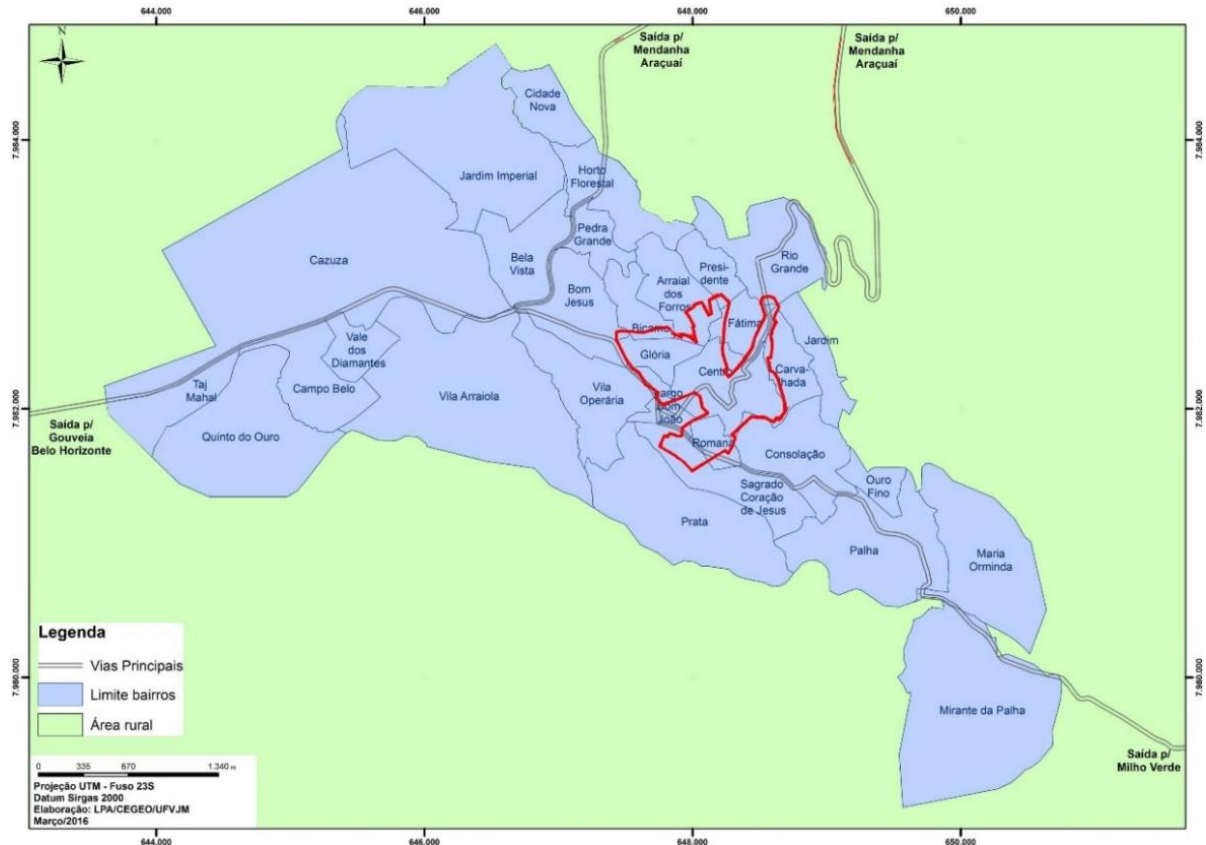 644.000
646.000
648.000
650.000
N
Saída p/
Mendanha
Araçuaí
Saída p/
Mendanha
Araçuaí
7.984.000
7.984.000
Cidade
Nova
Jardim Imperial
Horto
Florestal
Pedra
Grande
Bela
Vista
Cazuza
Bom
Jesus
Arraial
dos
Forros
Presi-
dente
Rio
Grande
Bicame
Fátima
Jardim
Glória
Centro
Carva-
lhada
Vale
dos
Diamantes
Taj
Mahal
Campo Belo
Vila Arraiola
Vila
Operária
Largo
Dom
João
7.982.000
7.982.000
Saída p/
Gouveia
Belo Horizonte
Quinto do Ouro
Romana
Consolação
Sagrado
Coração
de Jesus
Ouro
Fino
Prata
Palha
Maria
Orminda
7.980.000
7.980.000
Mirante da Palha
Saída p/
Milho Verde
Legenda
Vias Principais
Limite bairros
Área rural
0 335 670 1.340 m
Projeção UTM - Fuso 23S
Datum Sirgas 2000
Elaboração: LPA/CEGEO/UFVJM
Março/2016
644.000
646.000
648.000
650.000